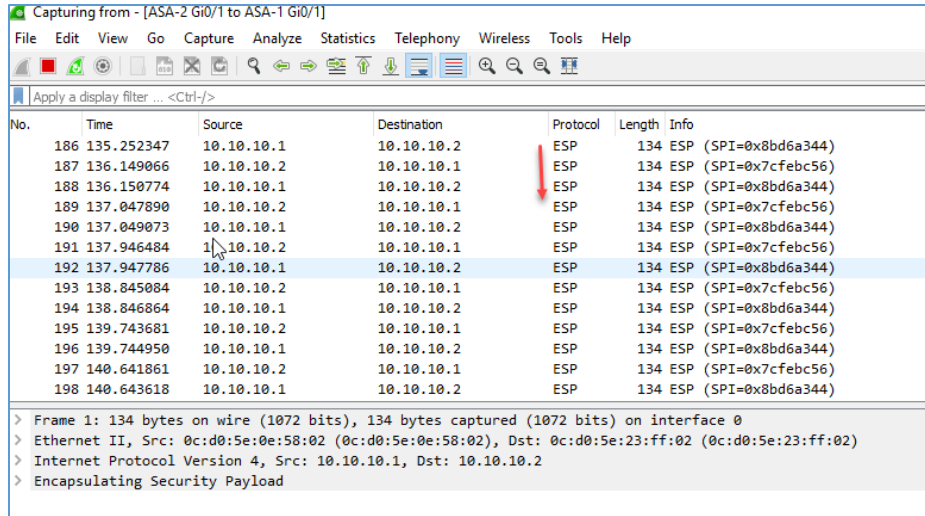 Capturing from - [ASA-2 Gi0/1 to ASA-1 Gi0/1]
File Edit View Go Capture Analyze Statistics Telephony Wireless Tools Help
Apply a display filter ... <Ctrl-/>
No. Time Source Destination Protocol Length Info
186 135.252347 10.10.10.1 10.10.10.2 ESP 134 ESP (SPI=0x8bd6a344)
187 136.149066 10.10.10.2 10.10.10.1 ESP 134 ESP (SPI=0x7cfebc56)
188 136.150774 10.10.10.1 10.10.10.2 ESP 134 ESP (SPI=0x8bd6a344)
189 137.047890 10.10.10.2 10.10.10.1 ESP 134 ESP (SPI=0x7cfebc56)
190 137.049073 10.10.10.1 10.10.10.2 ESP 134 ESP (SPI=0x8bd6a344)
191 137.946484 10.10.10.2 10.10.10.1 ESP 134 ESP (SPI=0x7cfebc56)
192 137.947786 10.10.10.1 10.10.10.2 ESP 134 ESP (SPI=0x8bd6a344)
193 138.845084 10.10.10.2 10.10.10.1 ESP 134 ESP (SPI=0x7cfebc56)
194 138.846864 10.10.10.1 10.10.10.2 ESP 134 ESP (SPI=0x8bd6a344)
195 139.743681 10.10.10.2 10.10.10.1 ESP 134 ESP (SPI=0x7cfebc56)
196 139.744950 10.10.10.1 10.10.10.2 ESP 134 ESP (SPI=0x8bd6a344)
197 140.641861 10.10.10.2 10.10.10.1 ESP 134 ESP (SPI=0x7cfebc56)
198 140.643618 10.10.10.1 10.10.10.2 ESP 134 ESP (SPI=0x8bd6a344)
> Frame 1: 134 bytes on wire (1072 bits), 134 bytes captured (1072 bits) on interface 0
> Ethernet II, Src: 0c:d0:5e:0e:58:02 (0c:d0:5e:0e:58:02), Dst: 0c:d0:5e:23:ff:02 (0c:d0:5e:23:ff:02)
> Internet Protocol Version 4, Src: 10.10.10.1, Dst: 10.10.10.2
> Encapsulating Security Payload